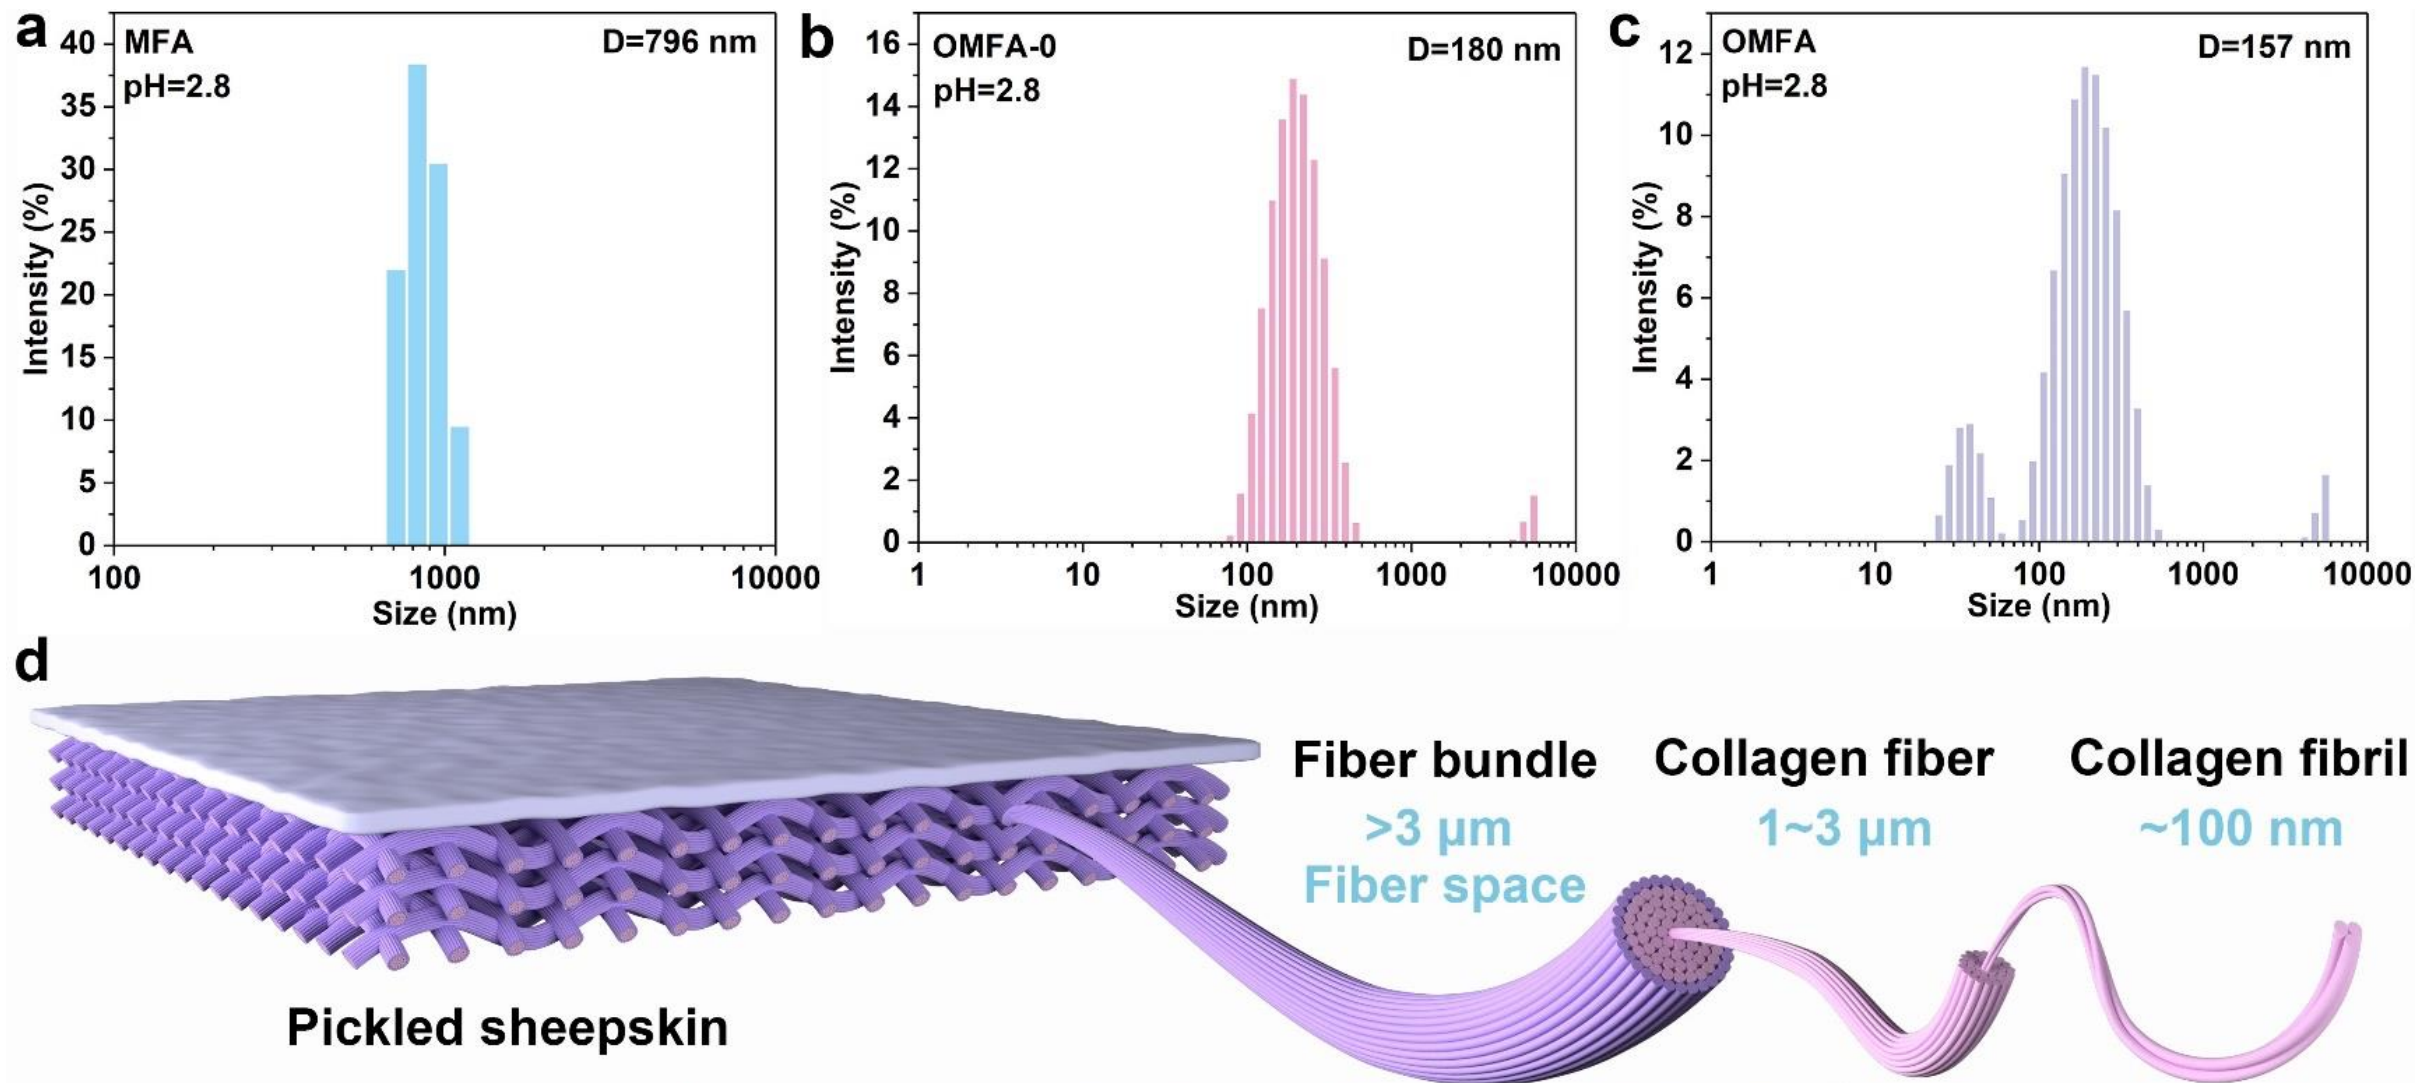 a
MFA
pH=2.8
D=796 nm
40
35
30
25
20
15
10
5
0
Intensity (%)
100
1000
10000
Size (nm)
b
OMFA-0
pH=2.8
D=180 nm
16
14
12
10
8
6
4
2
0
Intensity (%)
1
10
100
1000
10000
Size (nm)
c
OMFA
pH=2.8
D=157 nm
12
10
8
6
4
2
0
Intensity (%)
1
10
100
1000
10000
Size (nm)
d
Pickled sheepskin
Fiber bundle
>3 μm
Fiber space
Collagen fiber
1~3 μm
Collagen fibril
~100 nm